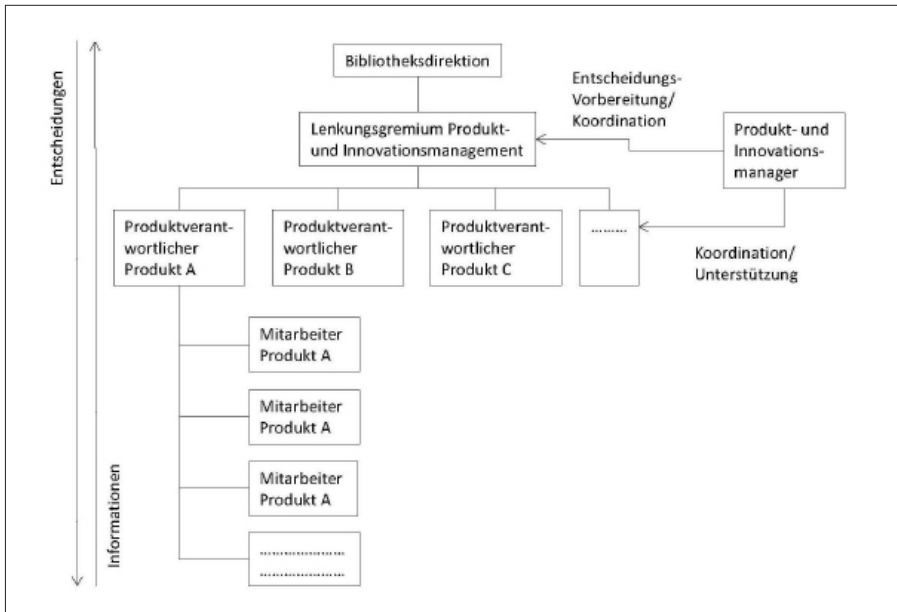 Entscheidungen
Informationen
Bibliotheksdirektion
Lenkungsgremium Produkt-
und Innovationsmanagement
Entscheidungs-
Vorbereitung/
Koordination
Produkt- und
Innovations-
manager
Produktverant-
wortlicher
Produkt A
Produktverant-
wortlicher
Produkt B
Produktverant-
wortlicher
Produkt C
.........
Koordination/
Unterstützung
Mitarbeiter
Produkt A
Mitarbeiter
Produkt A
Mitarbeiter
Produkt A
.....................
.....................